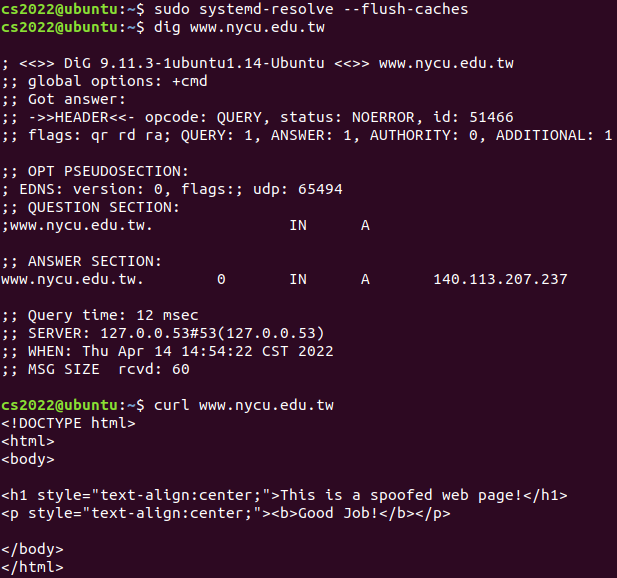 cs2022@ubuntu:~$ sudo systemd-resolve --flush-caches
cs2022@ubuntu:~$ dig www.nycu.edu.tw
; <<>> DiG 9.11.3-1ubuntu1.14-Ubuntu <<>> www.nycu.edu.tw
;; global options: +cmd
;; Got answer:
;; ->>HEADER<<- opcode: QUERY, status: NOERROR, id: 51466
;; flags: qr rd ra; QUERY: 1, ANSWER: 1, AUTHORITY: 0, ADDITIONAL: 1
;; OPT PSEUDOSECTION:
; EDNS: version: 0, flags:; udp: 65494
;; QUESTION SECTION:
;www.nycu.edu.tw. IN A
;; ANSWER SECTION:
www.nycu.edu.tw. 0 IN A 140.113.207.237
;; Query time: 12 msec
;; SERVER: 127.0.0.53#53(127.0.0.53)
;; WHEN: Thu Apr 14 14:54:22 CST 2022
;; MSG SIZE rcvd: 60
cs2022@ubuntu:~$ curl www.nycu.edu.tw
<!DOCTYPE html>
<html>
<body>
<h1 style="text-align:center;">This is a spoofed web page!</h1>
<p style="text-align:center;"><b>Good Job!</b></p>
</body>
</html>